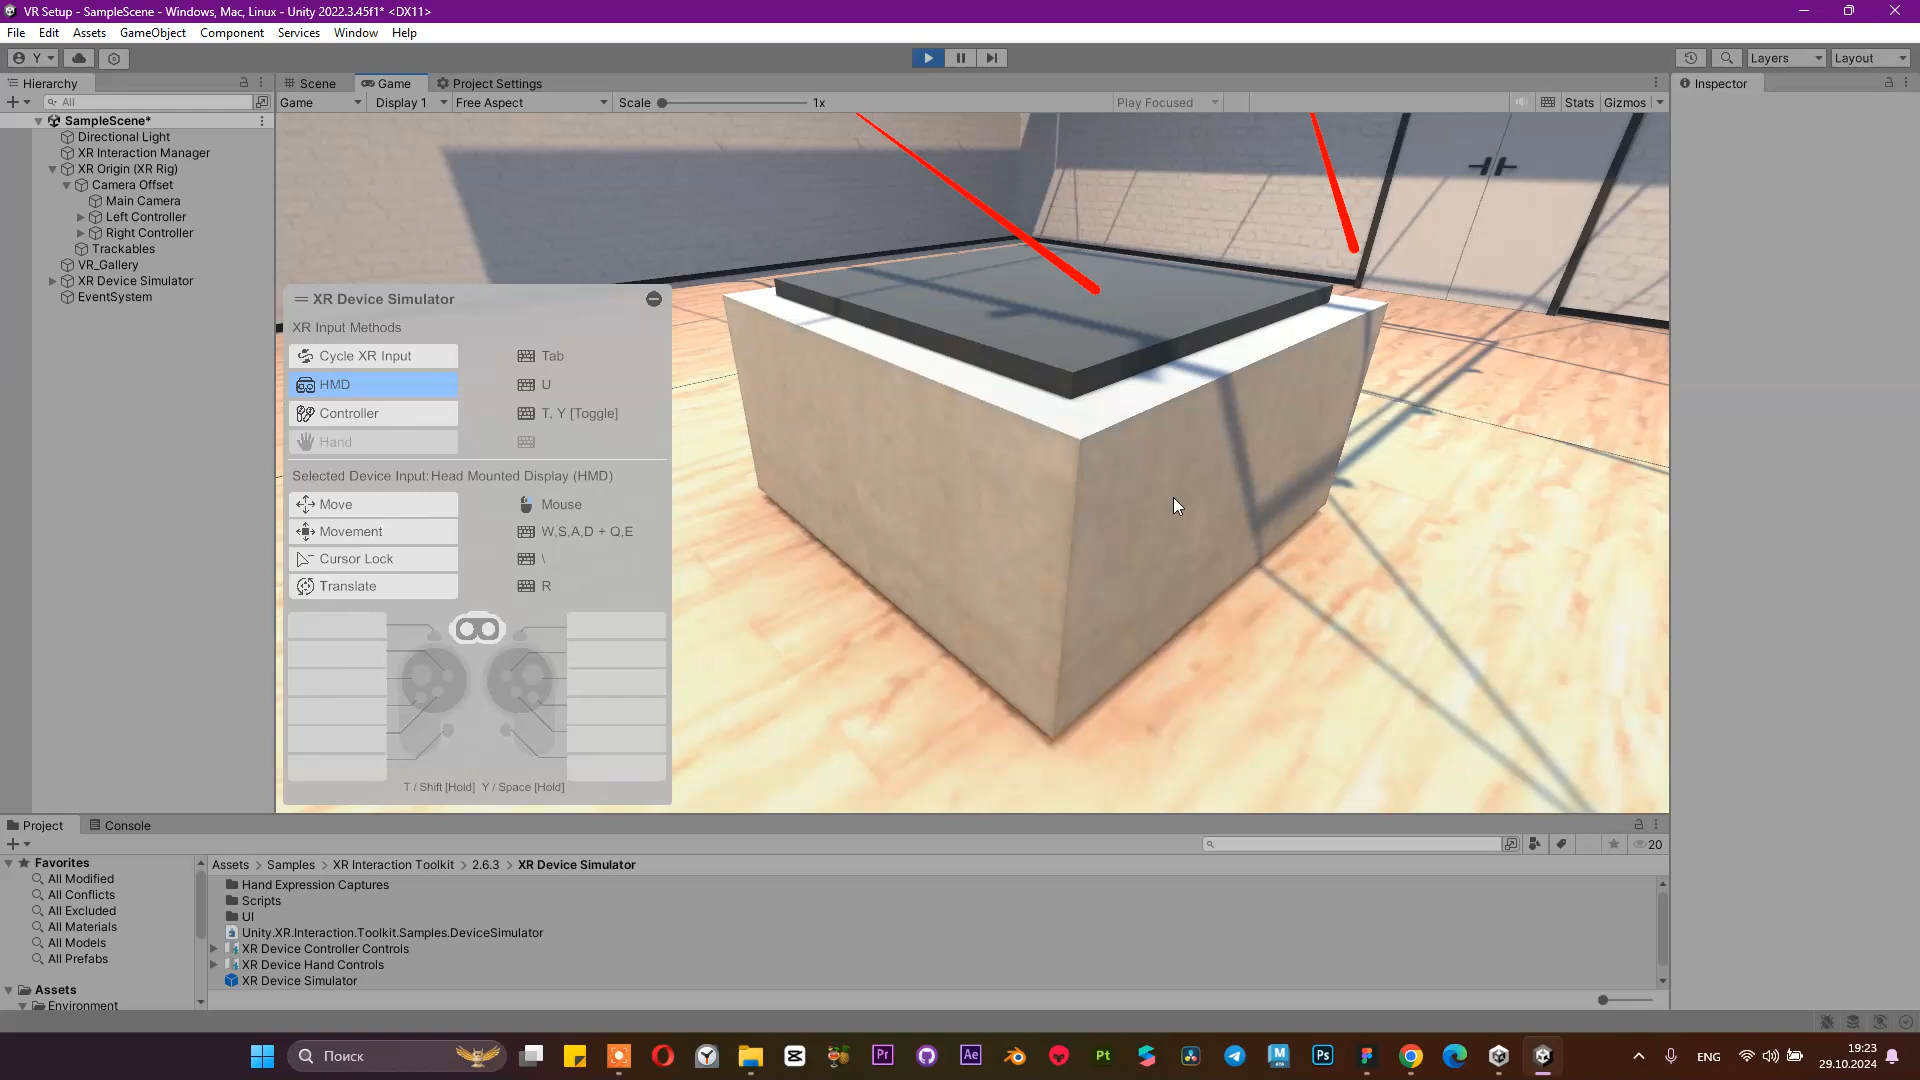 VR Setup - SampleScene - Windows, Mac, Linux - Unity 2022.3.45f1* <DX11>
File Edit Assets GameObject Component Services Window Help
Y
Layers Layout
Hierarchy
All
SampleScene*
Directional Light
XR Interaction Manager
XR Origin (XR Rig)
Camera Offset
Main Camera
Left Controller
Right Controller
Trackables
VR_Gallery
XR Device Simulator
EventSystem
Scene Game Project Settings
Game Display 1 Free Aspect Scale 1x Play Focused Stats Gizmos
Inspector
XR Device Simulator
XR Input Methods
Cycle XR Input Tab
HMD U
Controller T, Y [Toggle]
Hand
Selected Device Input: Head Mounted Display (HMD)
Move Mouse
Movement W,S,A,D + Q,E
Cursor Lock \
Translate R
T / Shift [Hold] Y / Space [Hold]
Project Console
20
Favorites
All Modified
All Conflicts
All Excluded
All Materials
All Models
All Prefabs
Assets
Environment
Assets > Samples > XR Interaction Toolkit > 2.6.3 > XR Device Simulator
Hand Expression Captures
Scripts
UI
Unity.XR.Interaction.Toolkit.Samples.DeviceSimulator
XR Device Controller Controls
XR Device Hand Controls
XR Device Simulator
Поиск
Pr
Ae
Pt
M
Ps
ENG
19:23
29.10.2024